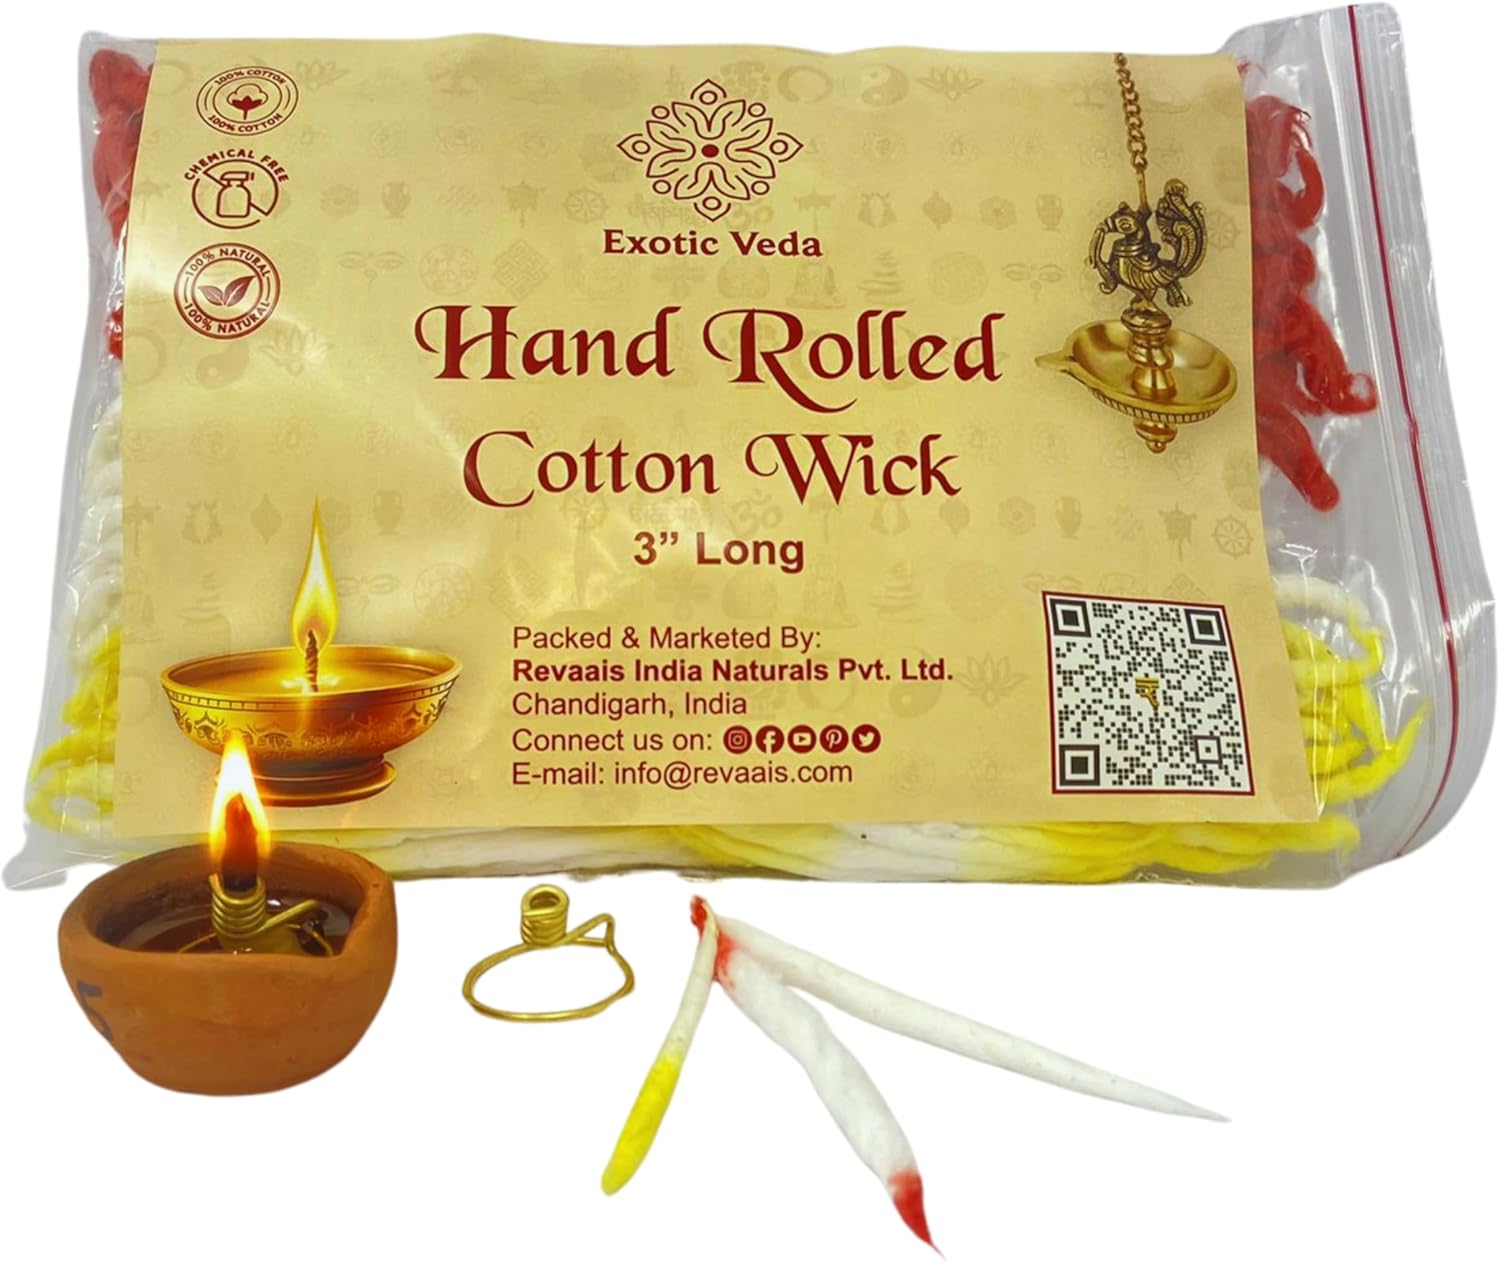 100% COTTON
100% COTTON
CHEMICAL FREE
100% NATURAL
100% NATURAL
Exotic Veda
Hand Rolled
Cotton Wick
3” Long
Packed & Marketed By:
Revaais India Naturals Pvt. Ltd.
Chandigarh, India
Connect us on:
E-mail: info@revaais.com
5